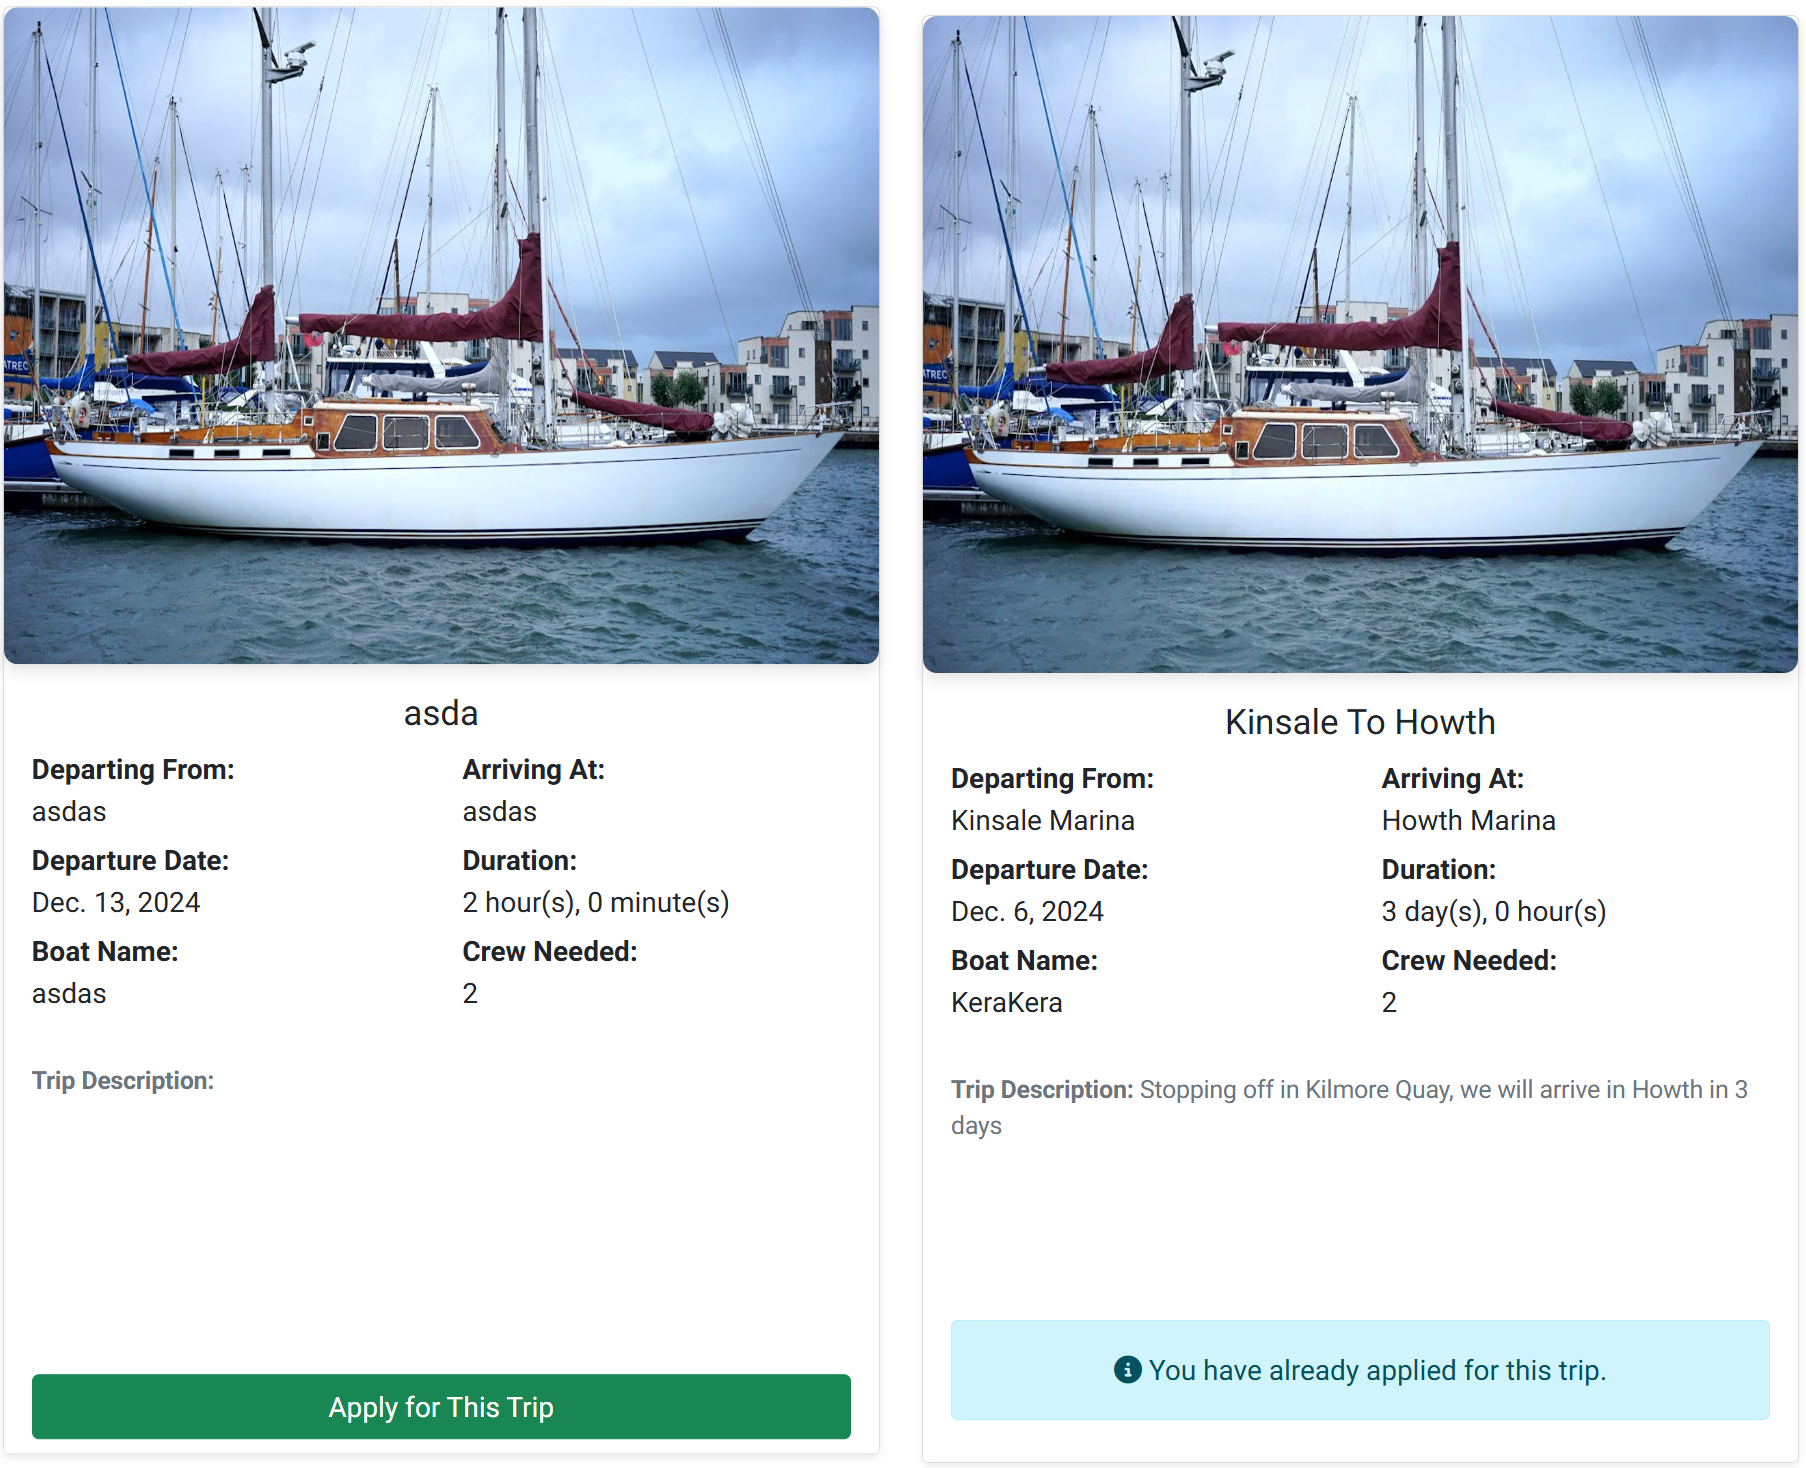 ATREC
asda
Departing From:
Arriving At:
asdas
asdas
Departure Date:
Duration:
Dec. 13, 2024
2 hour(s), 0 minute(s)
Boat Name:
Crew Needed:
asdas
2
Trip Description:
Apply for This Trip
ATREC
Kinsale To Howth
Departing From:
Arriving At:
Kinsale Marina
Howth Marina
Departure Date:
Duration:
Dec. 6, 2024
3 day(s), 0 hour(s)
Boat Name:
Crew Needed:
KeraKera
2
Trip Description: Stopping off in Kilmore Quay, we will arrive in Howth in 3
days
You have already applied for this trip.